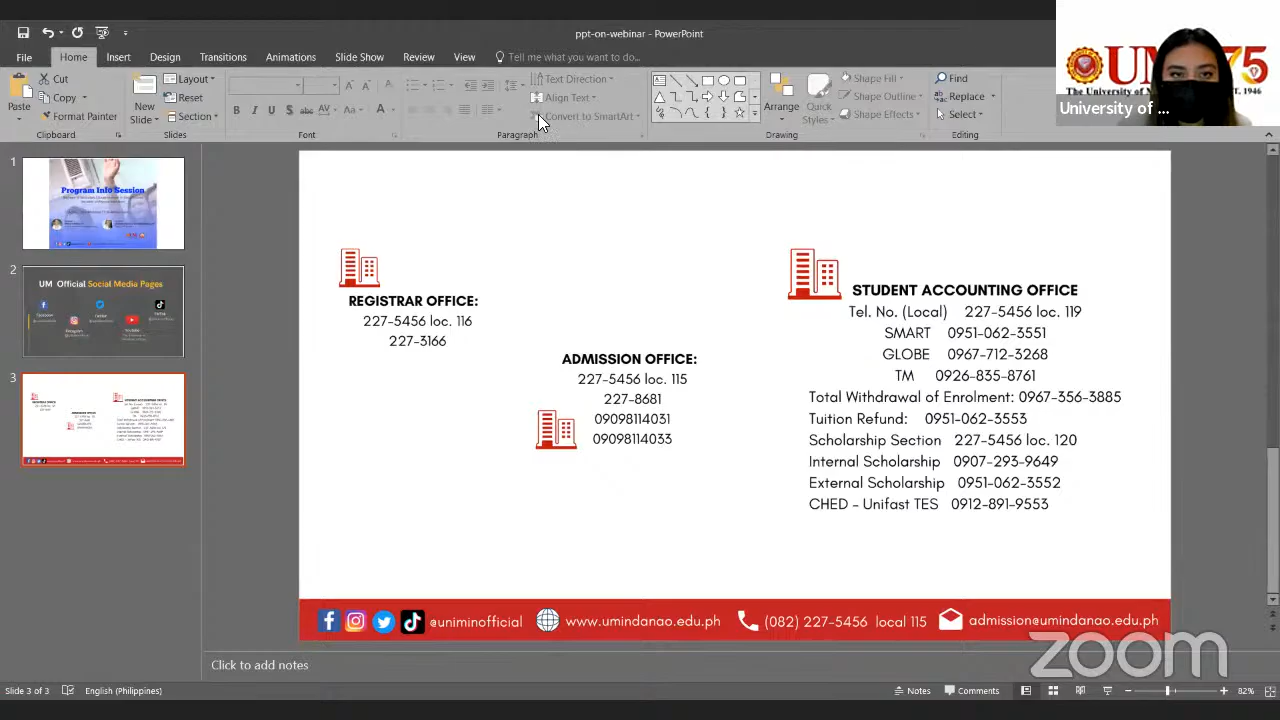 ppt-on-webinar - PowerPoint
File Home Insert Design Transitions Animations Slide Show Review View Tell me what you want to do...
Paste
Cut
Copy
Format Painter
Clipboard
New Slide
Layout
Reset
Section
Slides
Font
Text Direction
Align Text
Convert to SmartArt
Paragraph
Arrange
Quick Styles
Shape Fill
Shape Outline
Shape Effects
Drawing
Find
Replace
Select
Editing
University of ...
1
Program Info Session
2
UM Official Social Media Pages
3
REGISTRAR OFFICE:
227-5456 loc. 116
227-3166
ADMISSION OFFICE:
227-5456 loc. 115
227-8681
09098114031
09098114033
STUDENT ACCOUNTING OFFICE
Tel. No. (Local) 227-5456 loc. 119
SMART 0951-062-3551
GLOBE 0967-712-3268
TM 0926-835-8761
Total Withdrawal of Enrolment: 0967-356-3885
Tuition Refund: 0951-062-3553
Scholarship Section 227-5456 loc. 120
Internal Scholarship 0907-293-9649
External Scholarship 0951-062-3552
CHED - Unifast TES 0912-891-9553
@uniminofficial www.umindanao.edu.ph (082) 227-5456 local 115 admission@umindanao.edu.ph
zoom
Click to add notes
Slide 3 of 3 English (Philippines) Notes Comments 82%